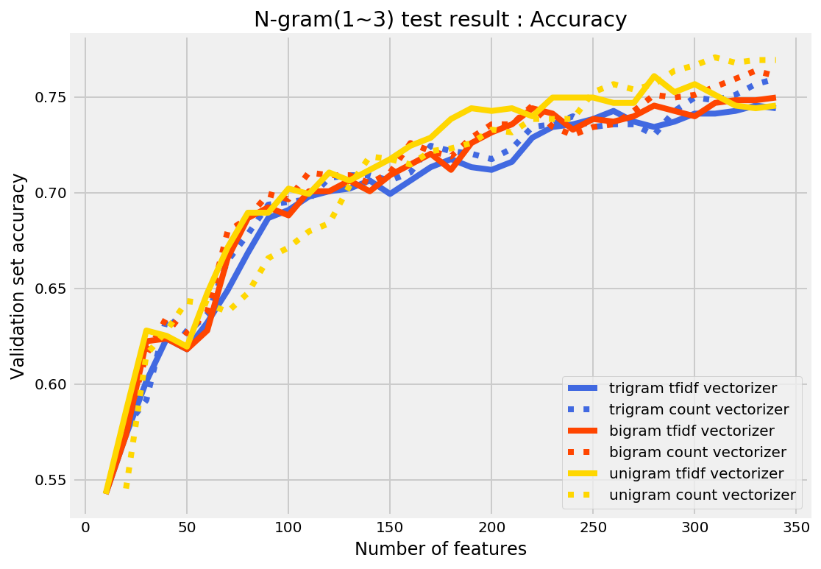 N-gram(1~3) test result : Accuracy
Validation set accuracy
0.75
0.70
0.65
0.60
0.55
trigram tfidf vectorizer
trigram count vectorizer
bigram tfidf vectorizer
bigram count vectorizer
unigram tfidf vectorizer
unigram count vectorizer
0 50 100 150 200 250 300 350
Number of features